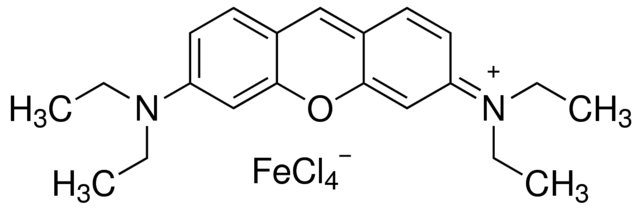 +
H₃C N O N CH₃
H₃C FeCl₄⁻ CH₃